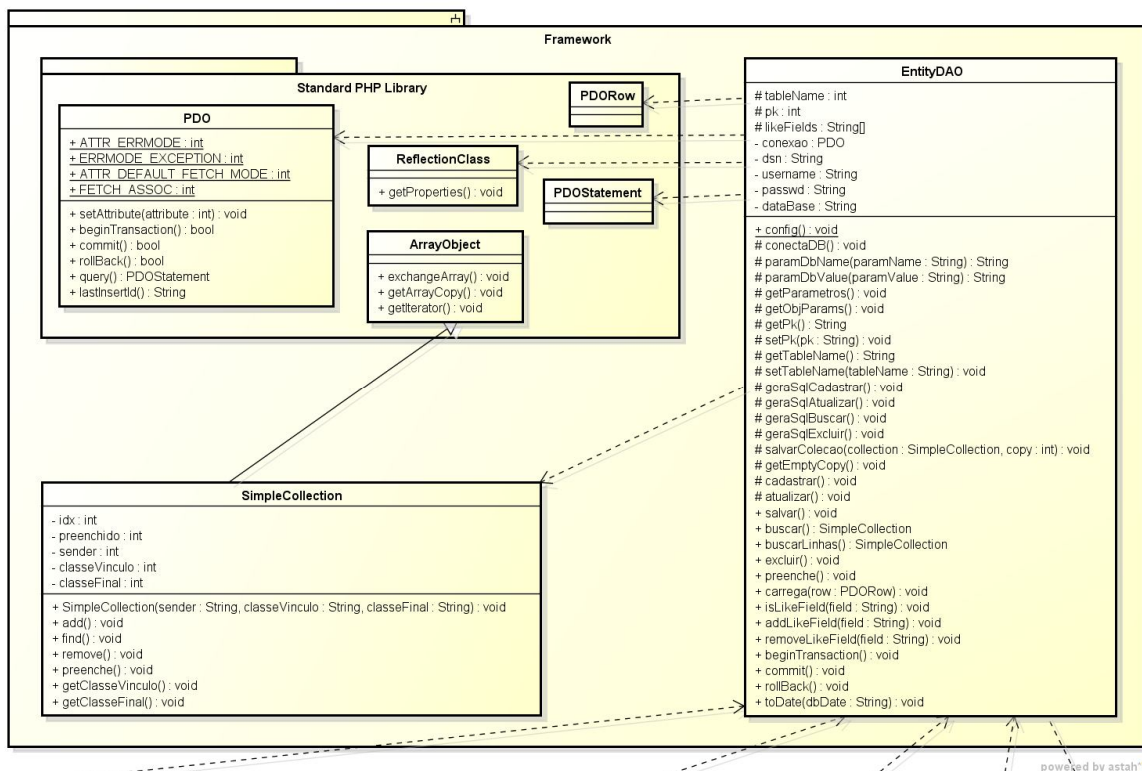 Framework
Standard PHP Library
PDO
+ ATTR_ERRMODE : int
+ ERRMODE_EXCEPTION : int
+ ATTR_DEFAULT_FETCH_MODE : int
+ FETCH_ASSOC : int
+ setAttribute(attribute : int) : void
+ beginTransaction() : bool
+ commit() : bool
+ rollBack() : bool
+ query() : PDOStatement
+ lastInsertId() : String
PDORow
ReflectionClass
+ getProperties() : void
PDOStatement
ArrayObject
+ exchangeArray() : void
+ getArrayCopy() : void
+ getIterator() : void
EntityDAO
# tableName : int
# pk : int
# likeFields : String[]
- conexao : PDO
- dsn : String
- username : String
- passwd : String
- dataBase : String
+ config() : void
# conectaDB() : void
# paramDbName(paramName : String) : String
# paramDbValue(paramValue : String) : String
# getParametros() : void
# getObjParams() : void
# getPk() : String
# setPk(pk : String) : void
# getTableName() : String
# setTableName(tableName : String) : void
# geraSqlCadastrar() : void
# geraSqlAtualizar() : void
# geraSqlBuscar() : void
# geraSqlExcluir() : void
# salvarColecao(collection : SimpleCollection, copy : int) : void
# getEmptyCopy() : void
# cadastrar() : void
# atualizar() : void
+ salvar() : void
+ buscar() : SimpleCollection
+ buscarLinhas() : SimpleCollection
+ excluir() : void
+ preenche() : void
+ carrega(row : PDORow) : void
+ isLikeField(field : String) : void
+ addLikeField(field : String) : void
+ removeLikeField(field : String) : void
+ beginTransaction() : void
+ commit() : void
+ rollBack() : void
+ toDate(dbDate : String) : void
SimpleCollection
- idx : int
- preenchido : int
- sender : int
- classeVinculo : int
- classeFinal : int
+ SimpleCollection(sender : String, classeVinculo : String, classeFinal : String) : void
+ add() : void
+ find() : void
+ remove() : void
+ preenche() : void
+ getClasseVinculo() : void
+ getClasseFinal() : void
powered by astah*